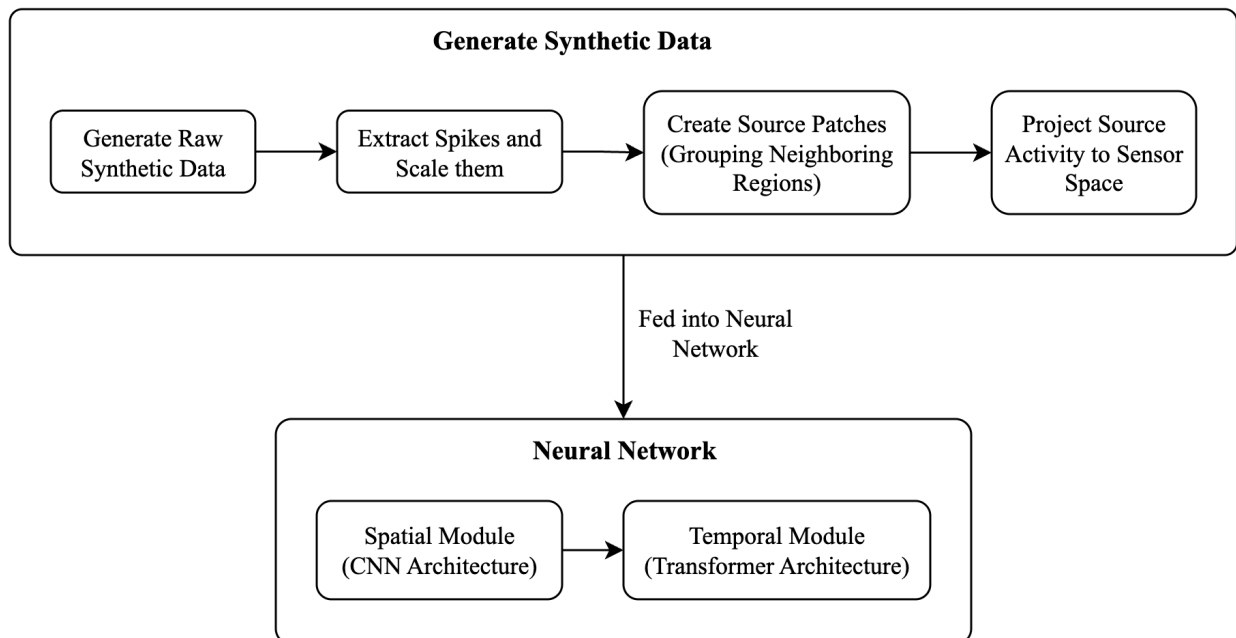 Generate Synthetic Data
Generate Raw
Synthetic Data
Extract Spikes and
Scale them
Create Source Patches
(Grouping Neighboring
Regions)
Project Source
Activity to Sensor
Space
Fed into Neural
Network
Neural Network
Spatial Module
(CNN Architecture)
Temporal Module
(Transformer Architecture)